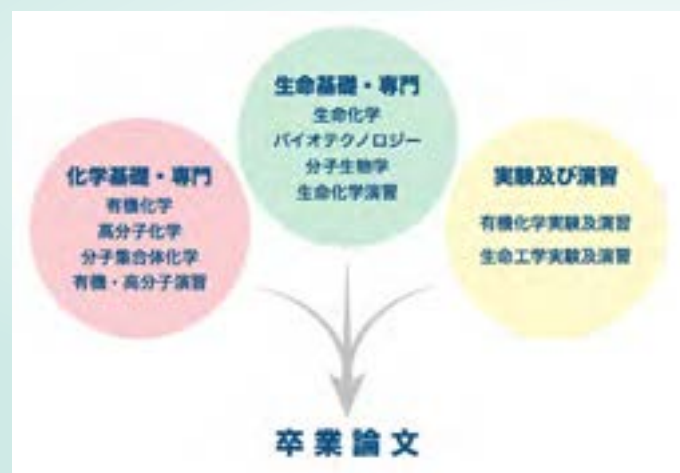 生命基礎・専門
生命化学
バイオテクノロジー
分子生物学
生命化学演習
化学基礎・専門
有機化学
高分子化学
分子集合体化学
有機・高分子演習
実験及び演習
有機化学実験及演習
生命工学実験及演習
卒業論文